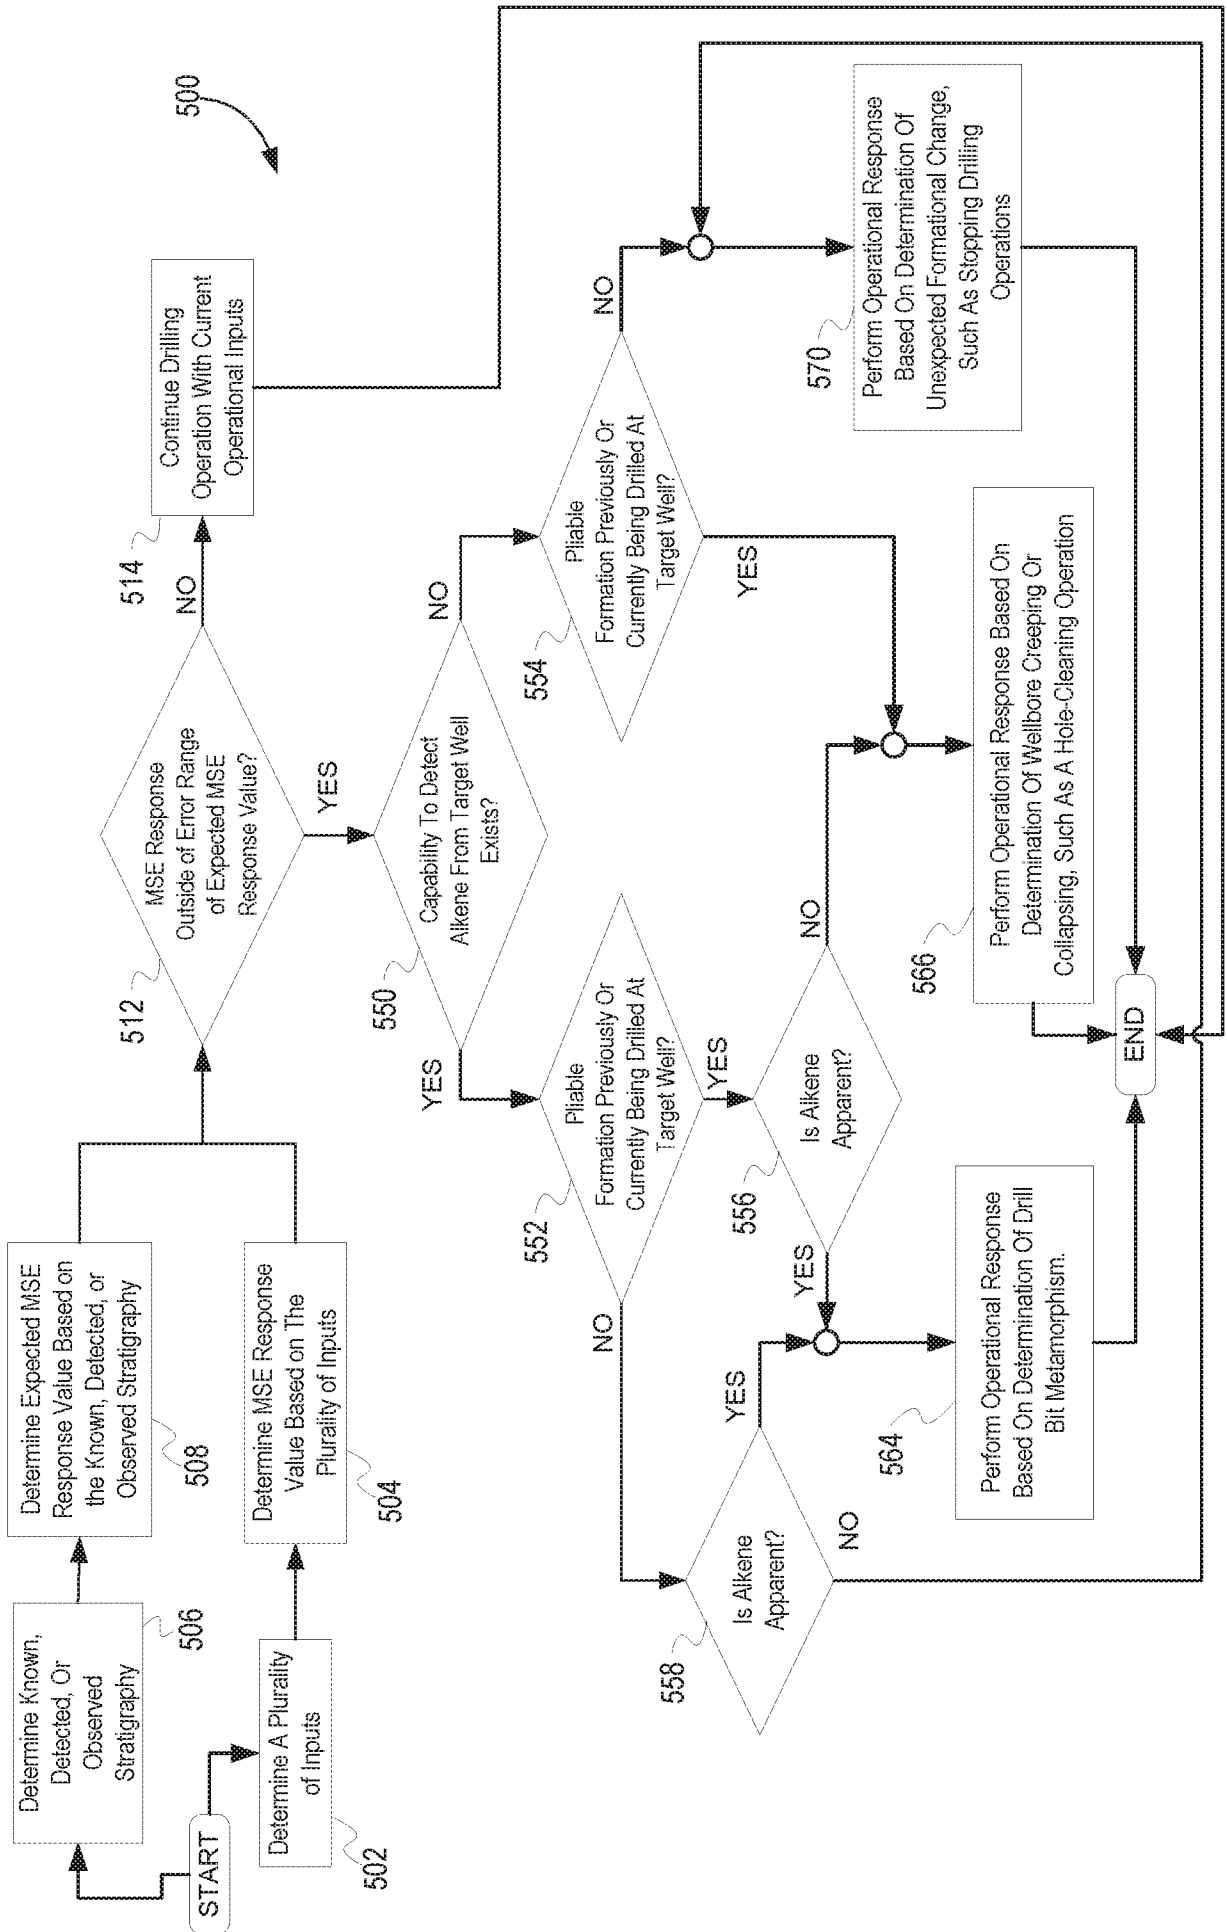 500
START
Determine Known,
Detected, Or
Observed
Stratigraphy
506
Determine Expected MSE
Response Value Based on
the Known, Detected, or
Observed Stratigraphy
508
Determine A Plurality
of Inputs
502
Determine MSE Response
Value Based on The
Plurality of Inputs
504
MSE Response
Outside of Error Range
of Expected MSE
Response Value?
512
NO
Continue Drilling
Operation With Current
Operational Inputs
514
YES
Capability To Detect
Alkene From Target Well
Exists?
550
YES
NO
Pliable
Formation Previously Or
Currently Being Drilled At
Target Well?
552
Pliable
Formation Previously Or
Currently Being Drilled At
Target Well?
554
NO
YES
YES
NO
Is Alkene
Apparent?
558
Is Alkene
Apparent?
556
YES
NO
YES
NO
Perform Operational Response
Based On Determination Of Drill
Bit Metamorphism.
564
Perform Operational Response Based On
Determination Of Wellbore Creeping Or
Collapsing, Such As A Hole-Cleaning Operation
566
Perform Operational Response
Based On Determination Of
Unexpected Formational Change,
Such As Stopping Drilling
Operations
570
END